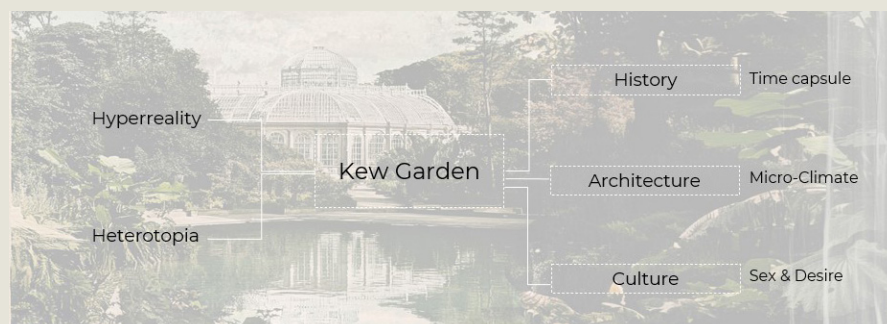 Hyperreality
Heterotopia
Kew Garden
History
Time capsule
Architecture
Micro-Climate
Culture
Sex & Desire